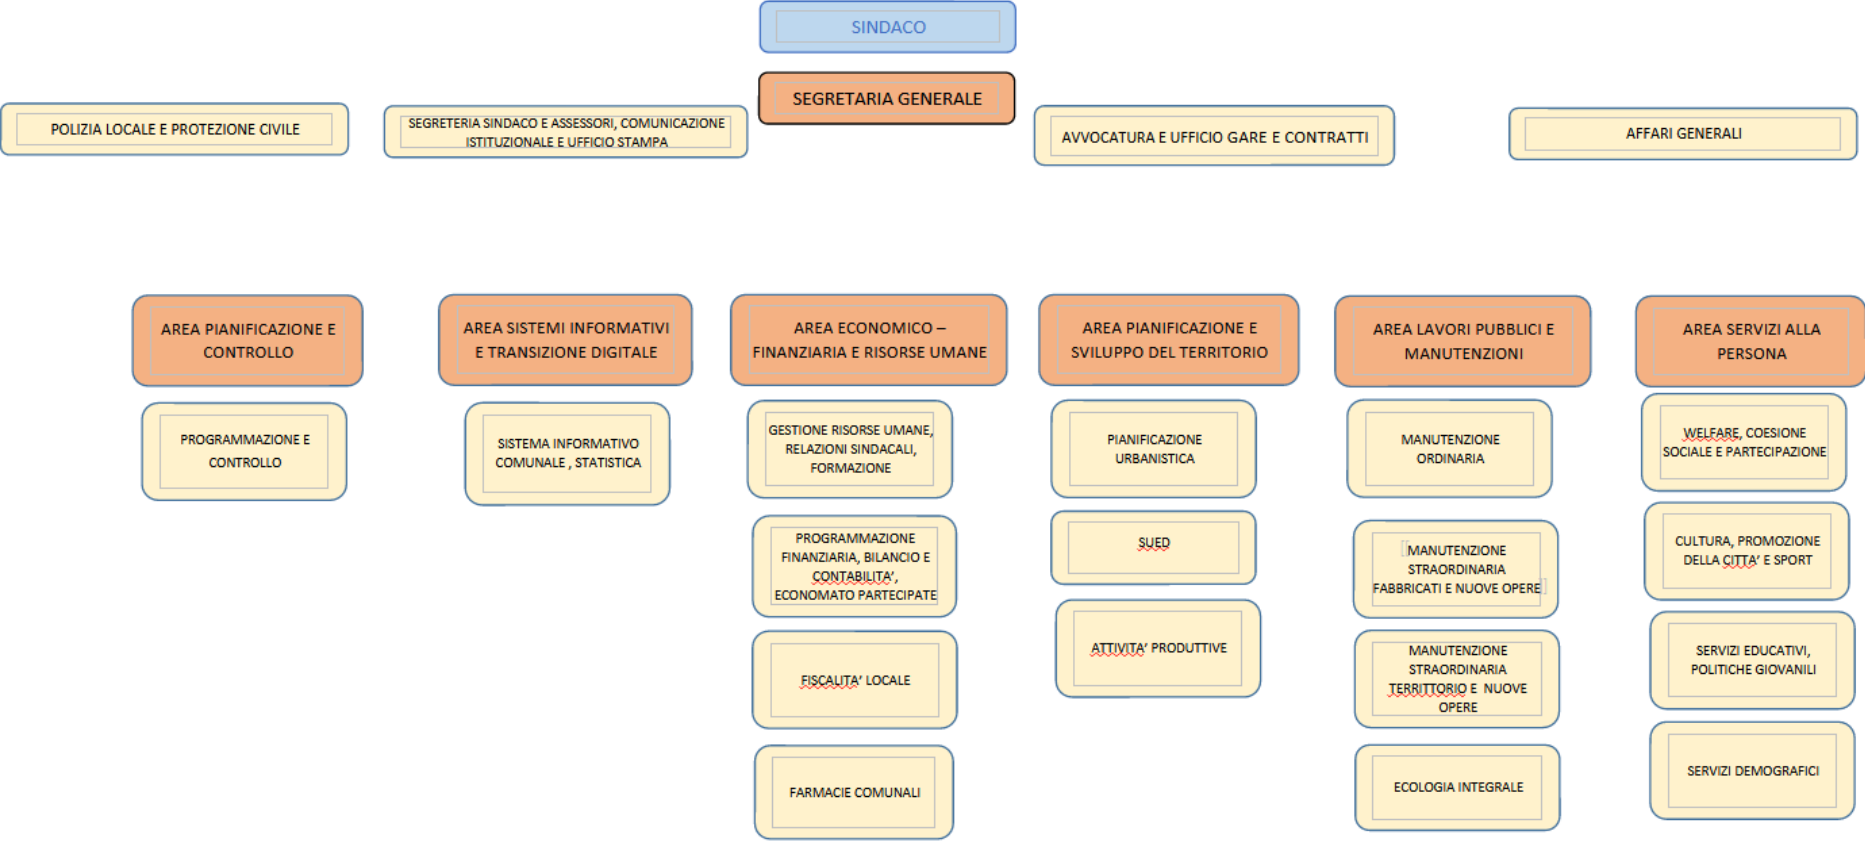 SINDACO
SEGRETARIA GENERALE
POLIZIA LOCALE E PROTEZIONE CIVILE
SEGRETERIA SINDACO E ASSESSORI, COMUNICAZIONE
ISTITUZIONALE E UFFICIO STAMPA
AVVOCATURA E UFFICIO GARE E CONTRATTI
AFFARI GENERALI
AREA PIANIFICAZIONE E
CONTROLLO
AREA SISTEMI INFORMATIVI
E TRANSIZIONE DIGITALE
AREA ECONOMICO –
FINANZIARIA E RISORSE UMANE
AREA PIANIFICAZIONE E
SVILUPPO DEL TERRITORIO
AREA LAVORI PUBBLICI E
MANUTENZIONI
AREA SERVIZI ALLA
PERSONA
PROGRAMMAZIONE E
CONTROLLO
SISTEMA INFORMATIVO
COMUNALE , STATISTICA
GESTIONE RISORSE UMANE,
RELAZIONI SINDACALI,
FORMAZIONE
PROGRAMMAZIONE
FINANZIARIA, BILANCIO E
CONTABILITA’,
ECONOMATO PARTECIPATE
FISCALITA’ LOCALE
FARMACIE COMUNALI
PIANIFICAZIONE
URBANISTICA
SUED
ATTIVITA’ PRODUTTIVE
MANUTENZIONE
ORDINARIA
MANUTENZIONE
STRAORDINARIA
FABBRICATI E NUOVE OPERE
MANUTENZIONE
STRAORDINARIA
TERRITTORIO E NUOVE
OPERE
ECOLOGIA INTEGRALE
WELFARE, COESIONE
SOCIALE E PARTECIPAZIONE
CULTURA, PROMOZIONE
DELLA CITTA’ E SPORT
SERVIZI EDUCATIVI,
POLITICHE GIOVANILI
SERVIZI DEMOGRAFICI